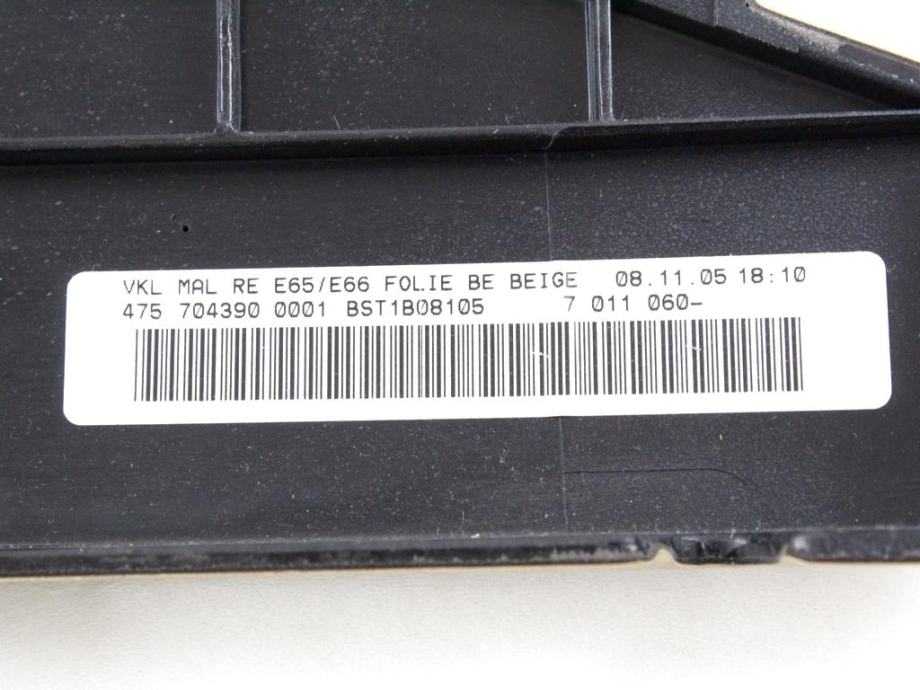 VKL MAL RE E65/E66 FOLIE BE BEIGE 08.11.05 18:10
475 704390 0001 BST1B08105 7 011 060-